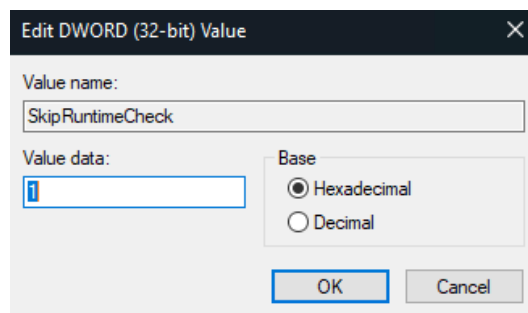 Edit DWORD (32-bit) Value
Value name:
SkipRuntimeCheck
Value data:
1
Base
Hexadecimal
Decimal
OK
Cancel